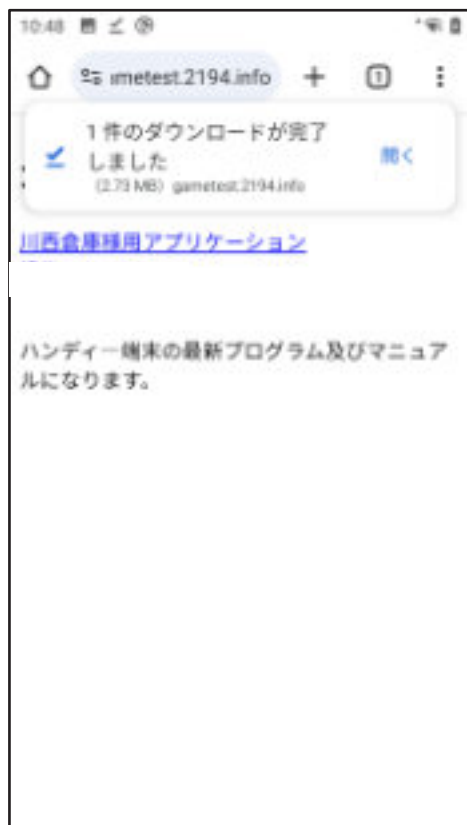 10:48
imetest.2194.info
1
1 件のダウンロードが完了
しました
(2.73 MB) gametest.2194.info
開く
川西倉庫様用アプリケーション
ハンディー端末の最新プログラム及びマニュア
ルになります。